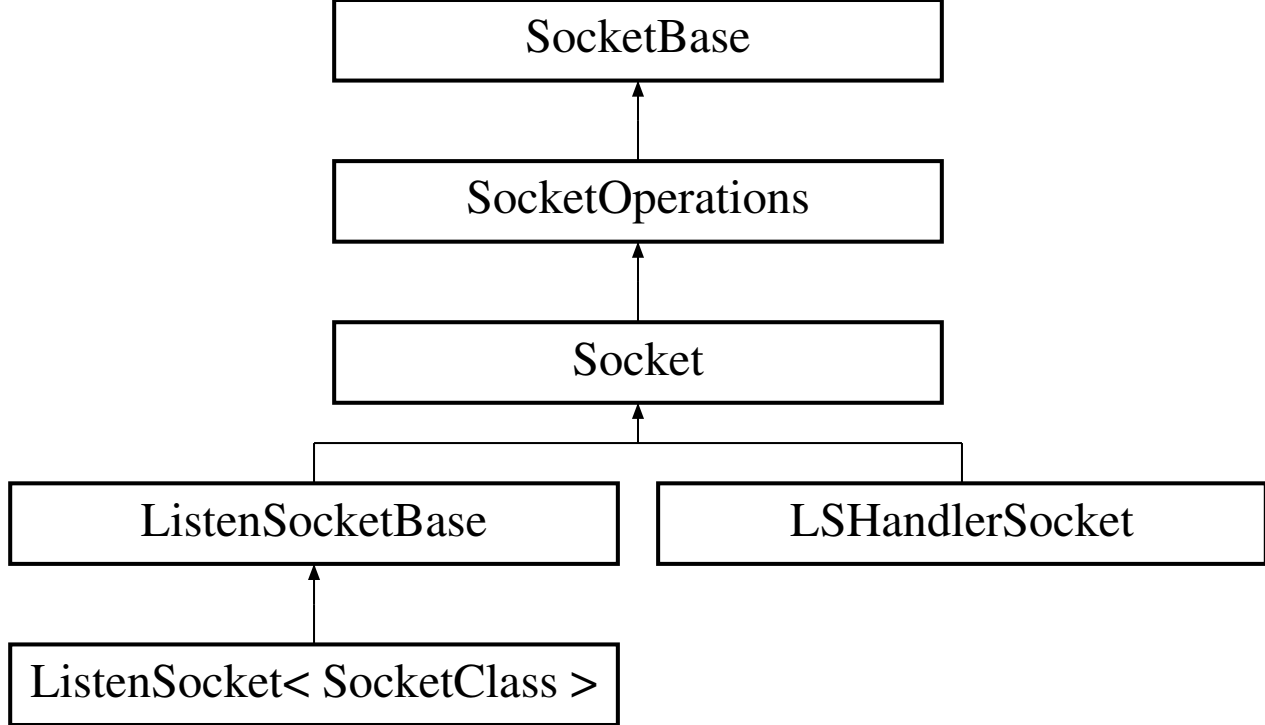 SocketBase
SocketOperations
Socket
ListenSocketBase
LSHandlerSocket
ListenSocket< SocketClass >